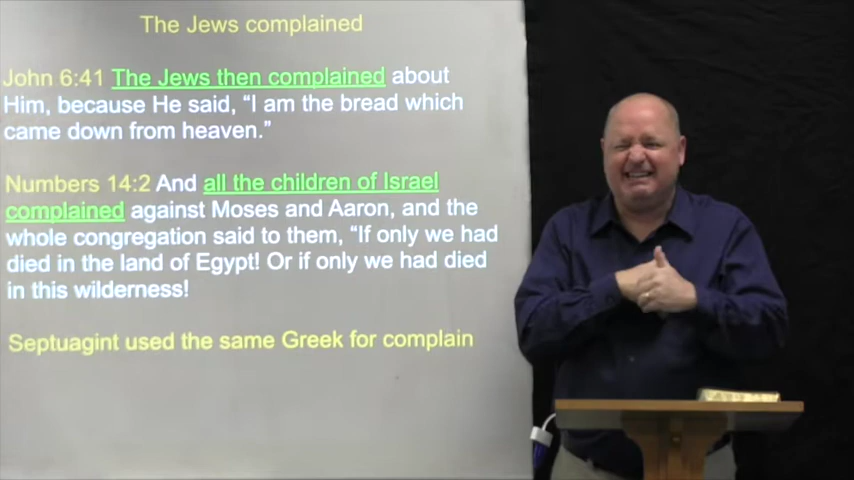 The Jews complained
John 6:41 The Jews then complained about
Him, because He said, “I am the bread which
came down from heaven.”
Numbers 14:2 And all the children of Israel
complained against Moses and Aaron, and the
whole congregation said to them, “If only we had
died in the land of Egypt! Or if only we had died
in this wilderness!
Septuagint used the same Greek for complain